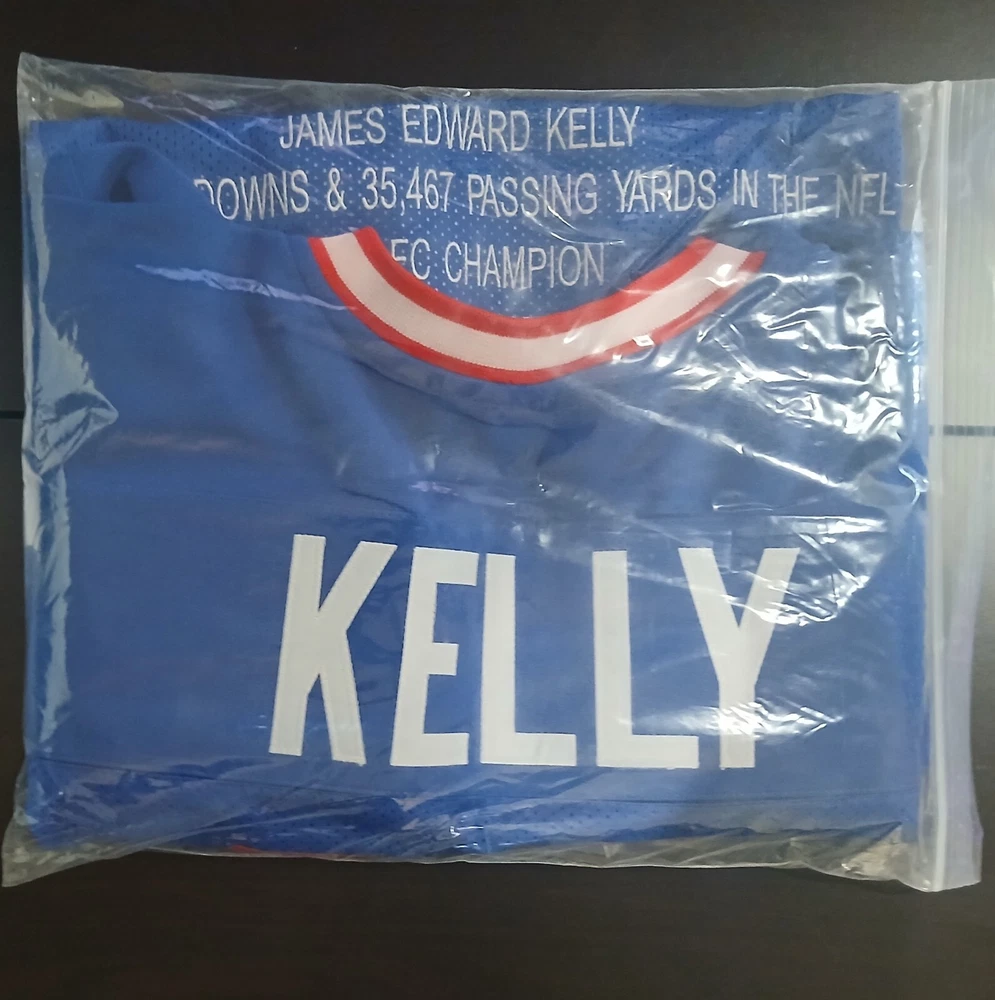 JAMES EDWARD KELLY
DOWNS & 35,467 PASSING YARDS IN THE NFL
FC CHAMPION
KELLY